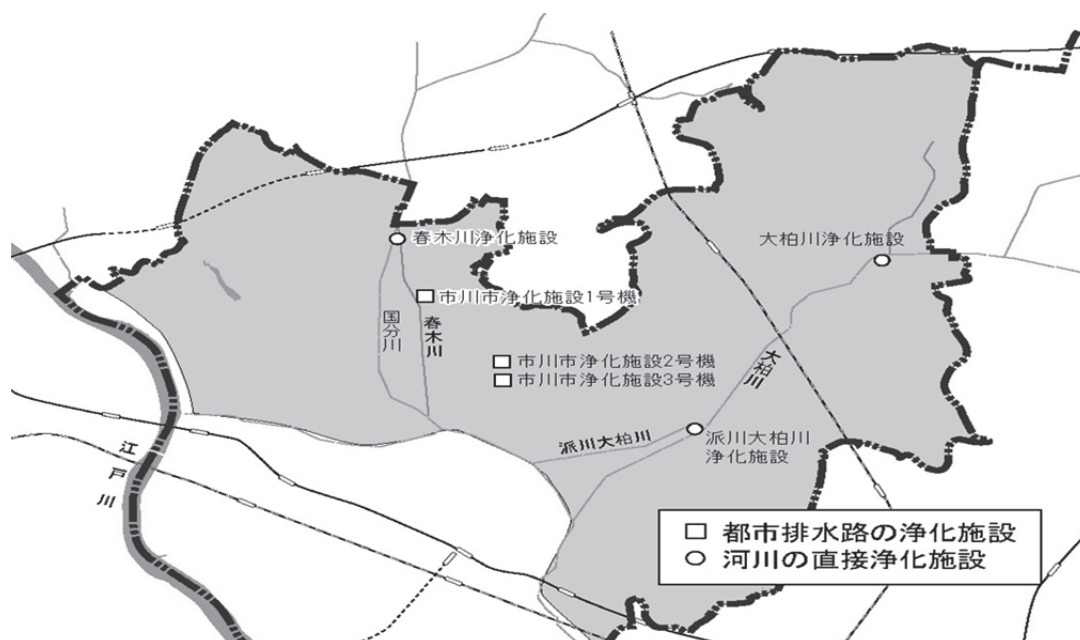 春木川浄化施設
大柏川浄化施設
市川市浄化施設1号機
国分川
春木川
市川市浄化施設2号機
市川市浄化施設3号機
大柏川
派川大柏川
派川大柏川
浄化施設
江戸川
都市排水路の浄化施設
河川の直接浄化施設